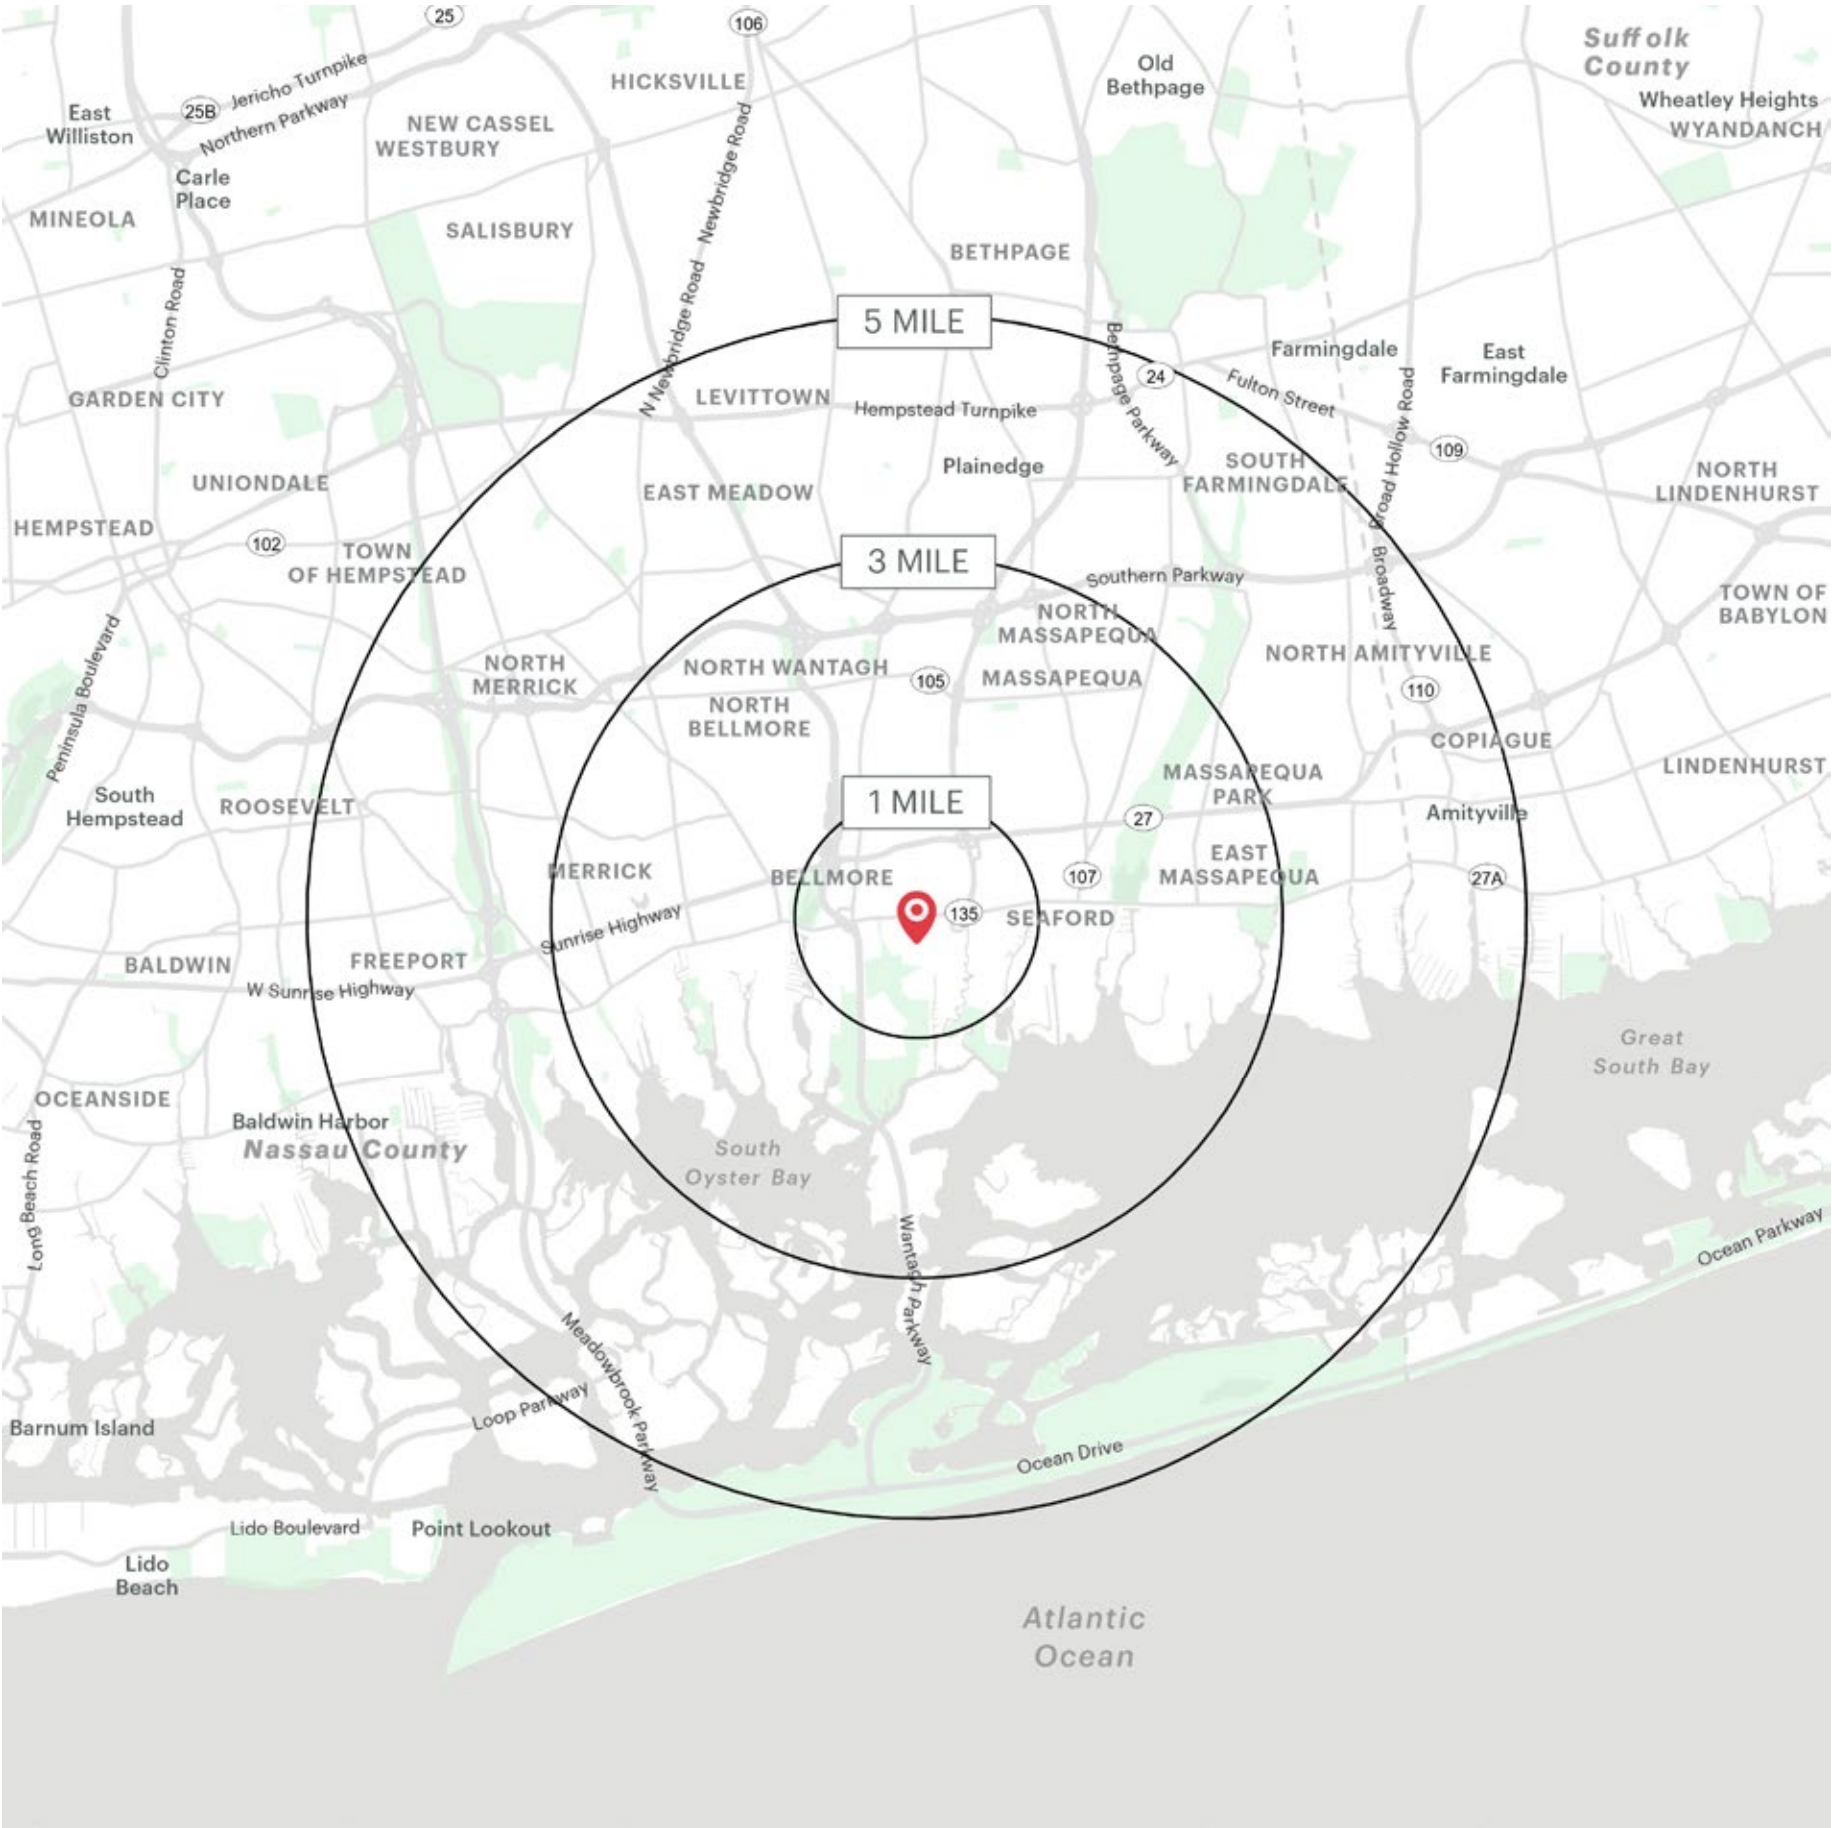 25
106
Suffolk
County
Old
Bethpage
HICKSVILLE
Jericho Turnpike
25B
Northern Parkway
East
Williston
Wheatley Heights
WYANDANCH
NEW CASSEL
WESTBURY
Newbridge Road
Carle
Place
MINEOLA
SALISBURY
BETHPAGE
Clinton Road
N Newbridge Road
5 MILE
Bethpage Parkway
Farmingdale
East
Farmingdale
24
Fulton Street
GARDEN CITY
LEVITTOWN
Hempstead Turnpike
Broad Hollow Road
109
Plainedge
SOUTH
FARMINGDALE
NORTH
LINDENHURST
UNIONDALE
EAST MEADOW
HEMPSTEAD
102
TOWN
OF HEMPSTEAD
3 MILE
Southern Parkway
Broadway
TOWN OF
BABYLON
NORTH
MASSAPEQUA
Peninsula Boulevard
NORTH
MERRICK
NORTH WANTAGH
105
MASSAPEQUA
NORTH AMITYVILLE
110
NORTH
BELLMORE
COPIAGUE
LINDENHURST
MASSAPEQUA
PARK
South
Hempstead
ROOSEVELT
1 MILE
27
Amityville
MERRICK
BELLMORE
107
EAST
MASSAPEQUA
27A
135
SEAFORD
Sunrise Highway
BALDWIN
FREEPORT
W Sunrise Highway
Great
South Bay
OCEANSIDE
Baldwin Harbor
Nassau County
South
Oyster Bay
Long Beach Road
Wantagh Parkway
Ocean Parkway
Meadowbrook Parkway
Loop Parkway
Barnum Island
Ocean Drive
Lido Boulevard
Point Lookout
Lido
Beach
Atlantic
Ocean